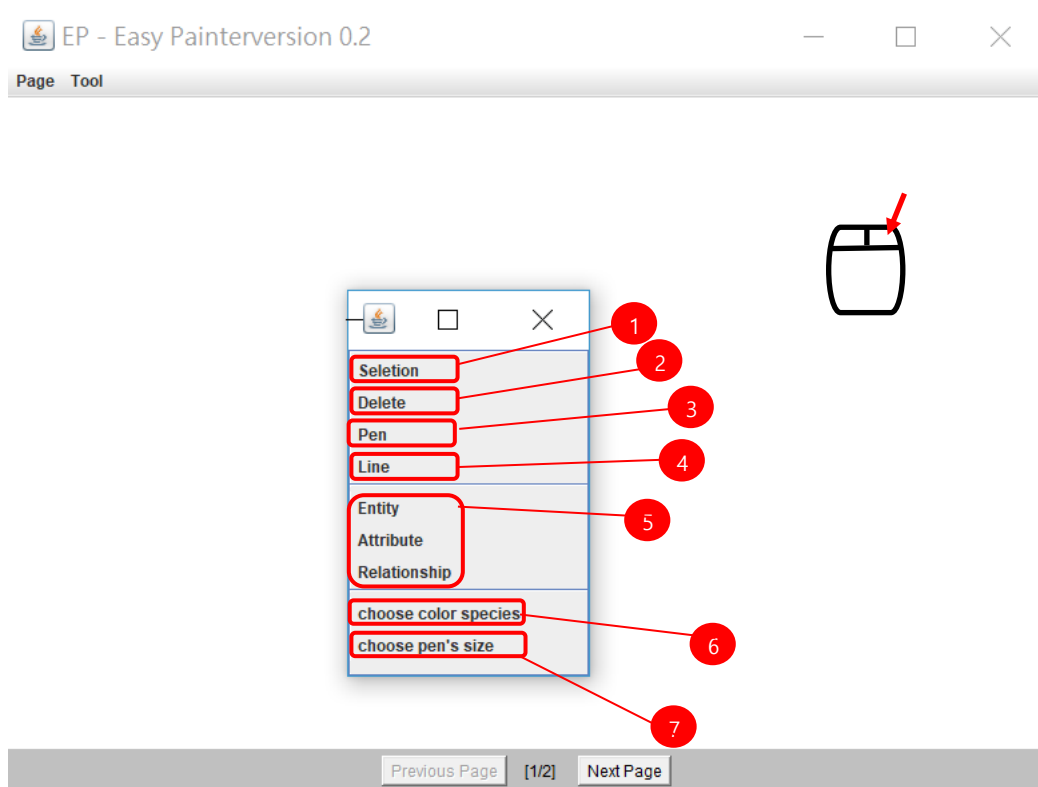 EP - Easy Painterversion 0.2
Page Tool
1
Seletion
2
Delete
3
Pen
4
Line
Entity
5
Attribute
Relationship
choose color species
6
choose pen's size
7
Previous Page [1/2] Next Page